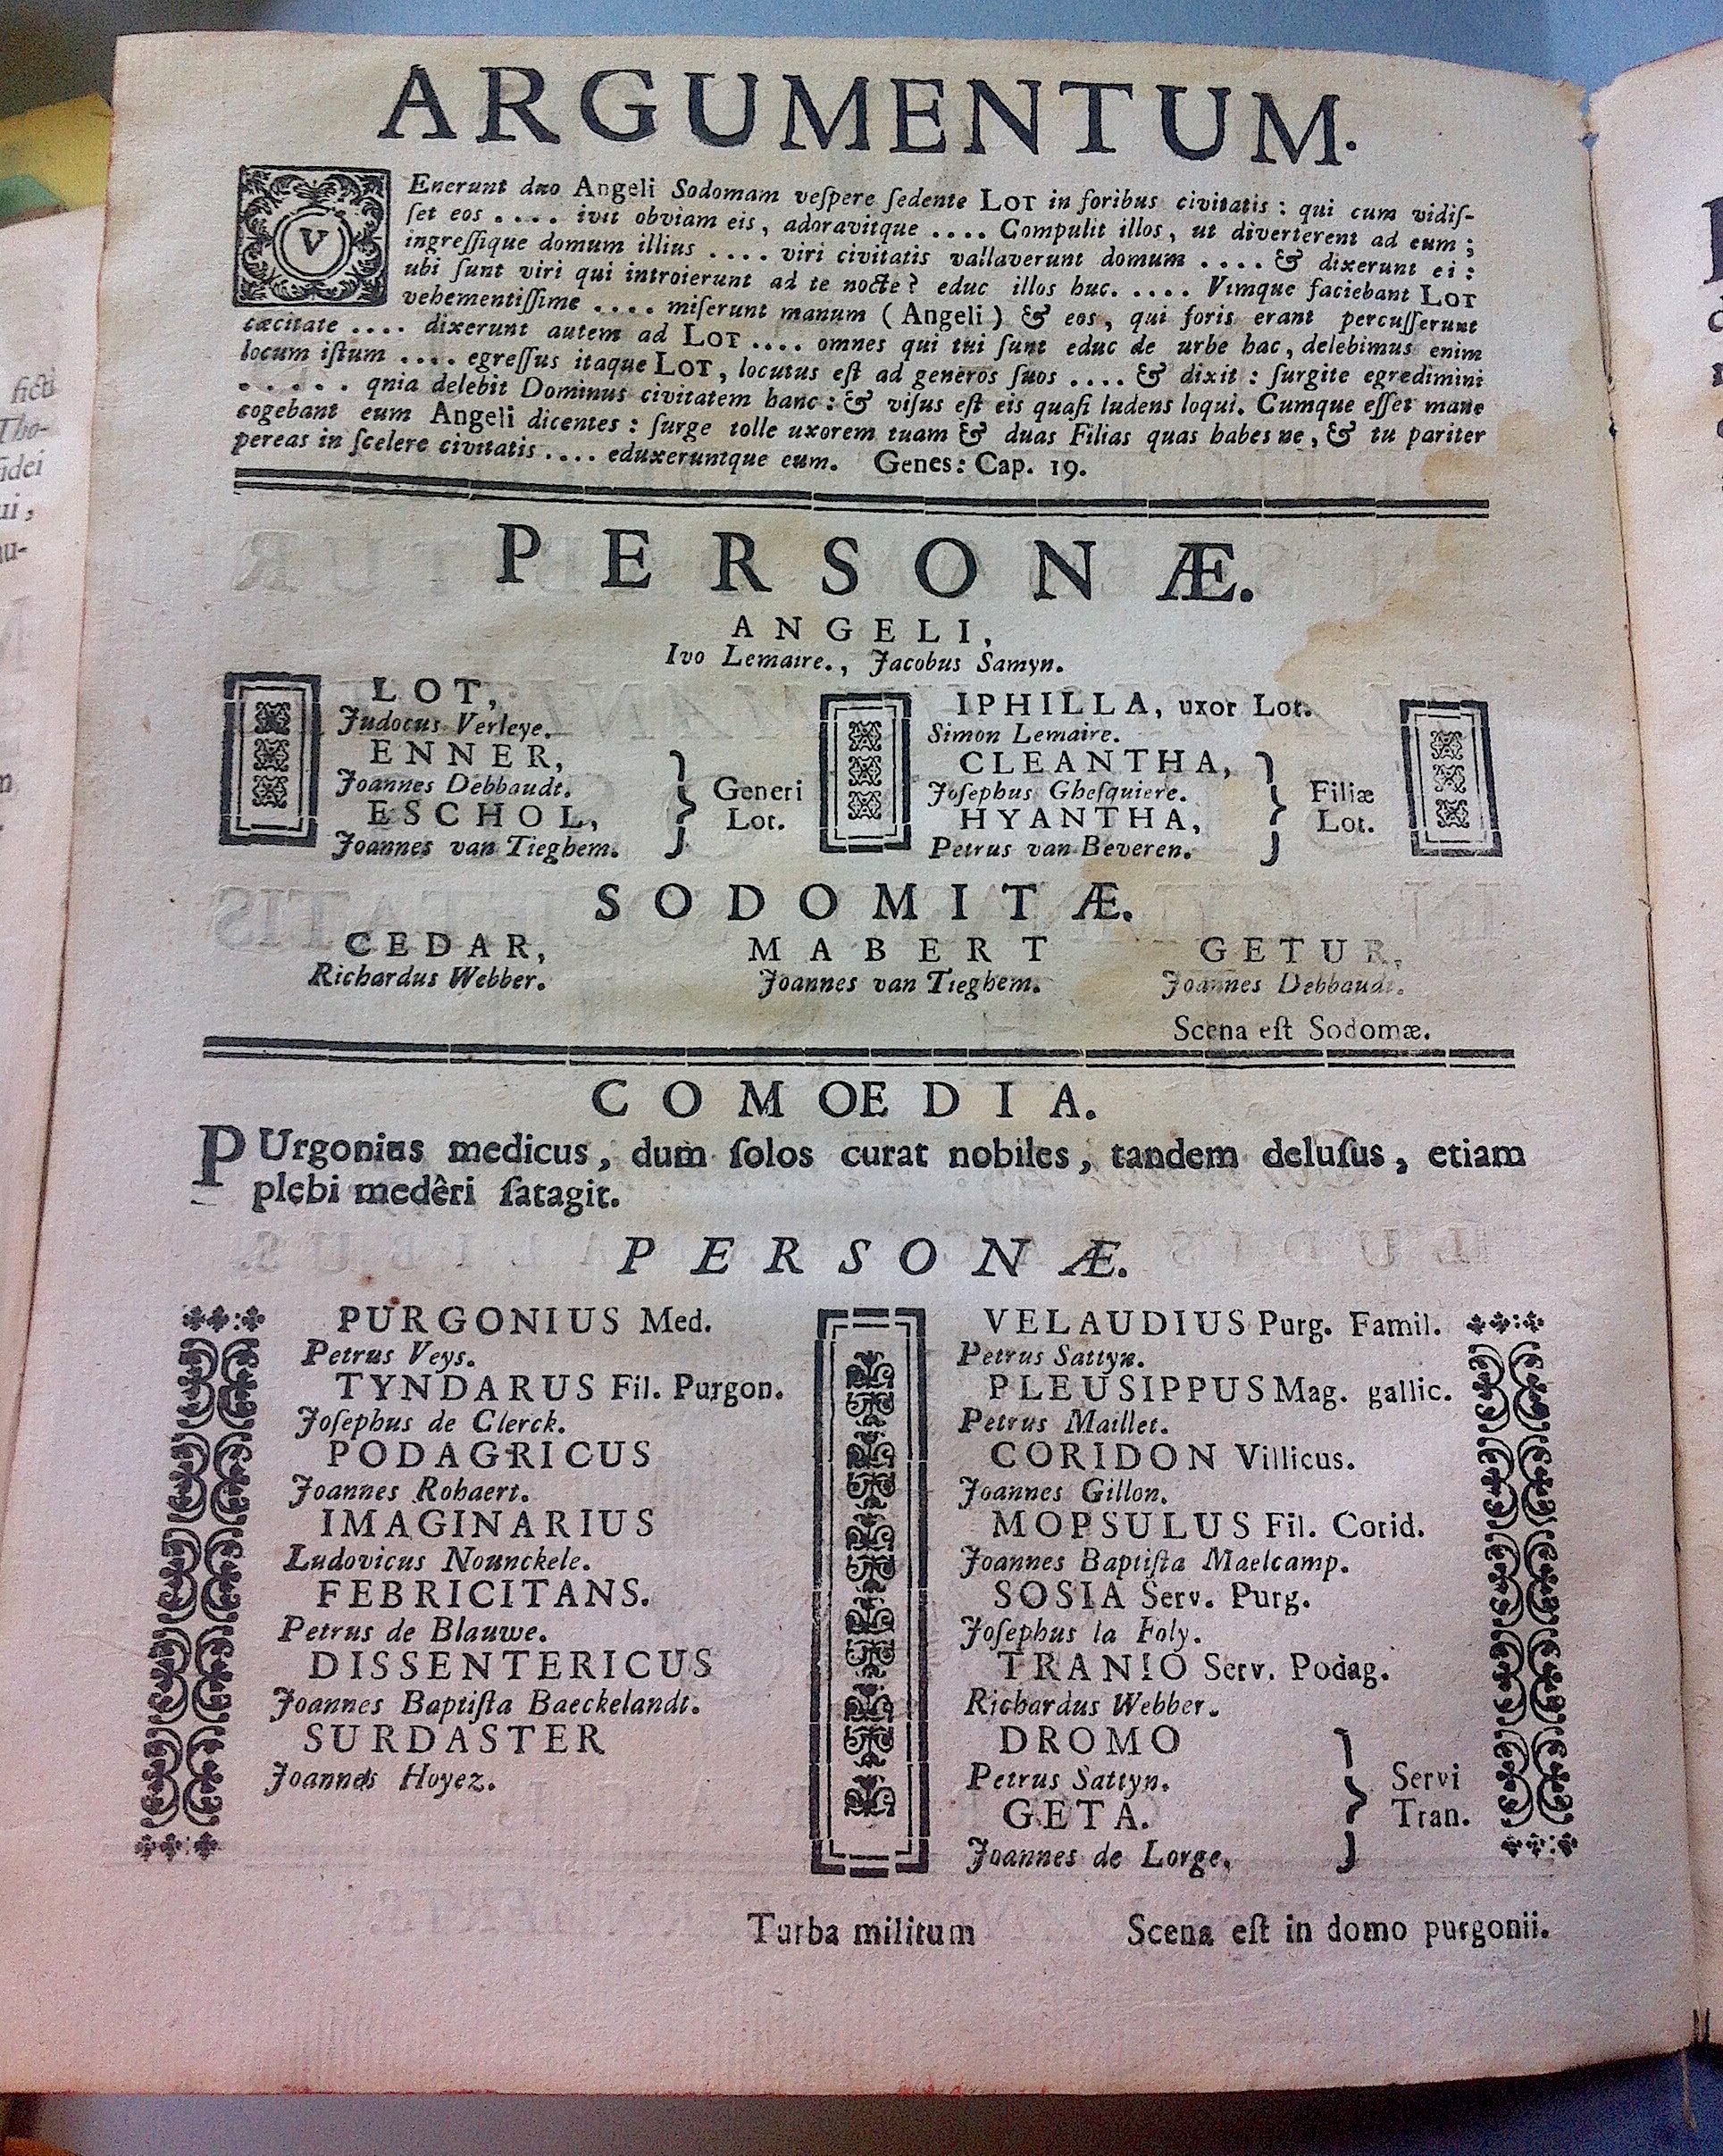 ARGUMENTUM.
VEnerunt duo Angeli Sodomam veſpere ſedente LOT in foribus civitatis : qui cum vidiſ-
ſet eos .... ivit obviam eis, adoravitque .... Compulit illos, ut diverterent ad eum ;
ingreſſique domum illius .... viri civitatis vallaverunt domum .... & dixerunt ei :
ubi ſunt viri qui introierunt ad te nocte ? educ illos huc. .... Vimque faciebant LOT
vehementiſſime .... miſerunt manum ( Angeli ) & eos, qui foris erant percuſſerunt
cæcitate .... dixerunt autem ad LOT .... omnes qui tui ſunt educ de urbe hac, delebimus enim
locum iſtum .... egreſſus itaque LOT, locutus eſt ad generos ſuos .... & dixit : ſurgite egredimini
..... qnia delebit Dominus civitatem hanc : & viſus eſt eis quaſi ludens loqui. Cumque eſſet mane
cogebant eum Angeli dicentes : ſurge tolle uxorem tuam & duas Filias quas habes ne, & tu pariter
pereas in ſcelere civitatis .... eduxeruntque eum. Genes: Cap. 19.
PERSONÆ.
ANGELI,
Ivo Lemaire., Jacobus Samyn.
LOT,
Judocus Verleye.
ENNER,
Joannes Debbaudt.
ESCHOL,
Joannes van Tieghem.
Generi
Lot.
IPHILLA, uxor Lot.
Simon Lemaire.
CLEANTHA,
Joſephus Gheſquiere.
HYANTHA,
Petrus van Beveren.
Filiæ
Lot.
SODOMITÆ.
CEDAR,
Richardus Webber.
MABERT
Joannes van Tieghem.
GETUR,
Joannes Debbaudt.
Scena eſt Sodomæ.
COMOEDIA.
PUrgonius medicus, dum ſolos curat nobiles, tandem deluſus, etiam
plebi medêri ſatagit.
PERSONÆ.
PURGONIUS Med.
Petrus Veys.
TYNDARUS Fil. Purgon.
Joſephus de Clerck.
PODAGRICUS
Joannes Rohaert.
IMAGINARIUS
Ludovicus Nounckele.
FEBRICITANS.
Petrus de Blauwe.
DISSENTERICUS
Joannes Baptiſta Baeckelandt.
SURDASTER
Joannes Hoyez.
VELAUDIUS Purg. Famil.
Petrus Sattyn.
PLEUSIPPUS Mag. gallic.
Petrus Maillet.
CORIDON Villicus.
Joannes Gillon.
MOPSULUS Fil. Corid.
Joannes Baptiſta Maelcamp.
SOSIA Serv. Purg.
Joſephus la Foly.
TRANIO Serv. Podag.
Richardus Webber.
DROMO
Petrus Sattyn.
GETA.
Joannes de Lorge.
Servi
Tran.
Turba militum
Scena eſt in domo purgonii.